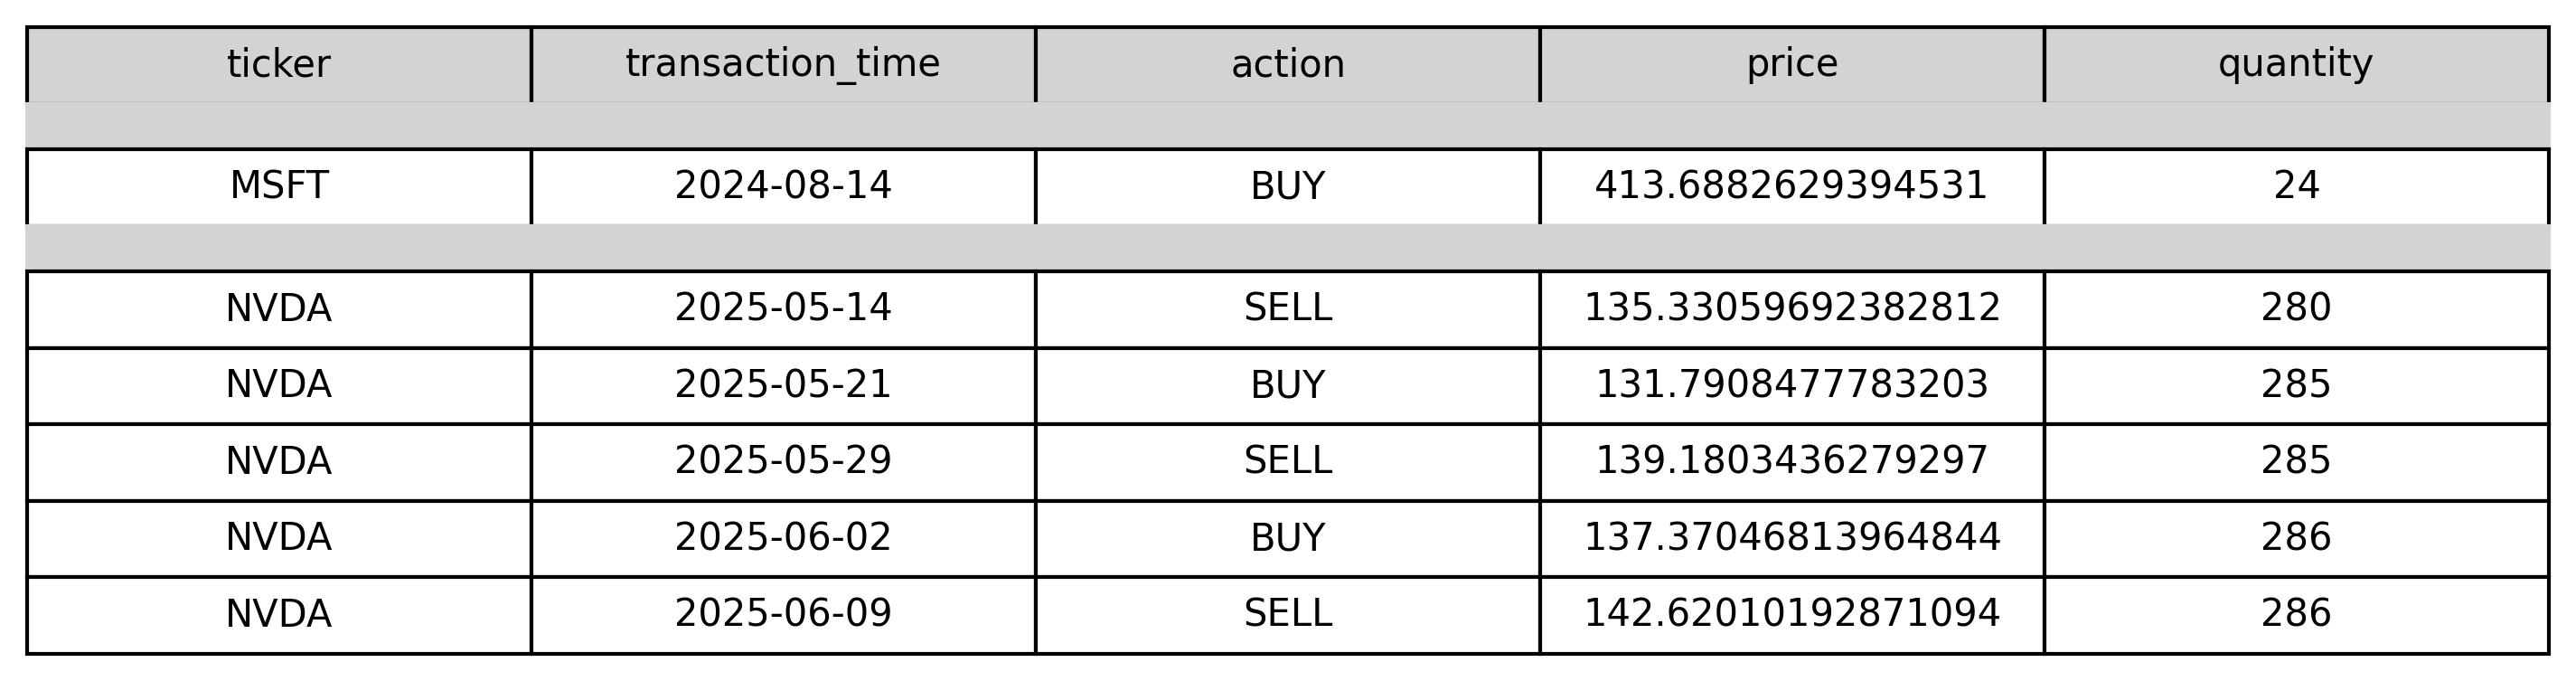 ticker transaction_time action price quantity
MSFT 2024-08-14 BUY 413.6882629394531 24
NVDA 2025-05-14 SELL 135.33059692382812 280
NVDA 2025-05-21 BUY 131.7908477783203 285
NVDA 2025-05-29 SELL 139.1803436279297 285
NVDA 2025-06-02 BUY 137.37046813964844 286
NVDA 2025-06-09 SELL 142.62010192871094 286